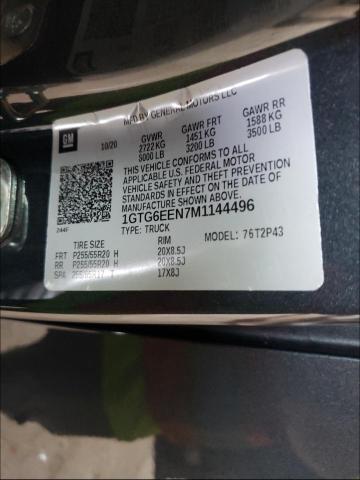 MFD BY GENERAL MOTORS LLC
GM
10/20
GVWR GAWR FRT GAWR RR
2722 KG 1451 KG 1588 KG
6000 LB 3200 LB 3500 LB
THIS VEHICLE CONFORMS TO ALL
APPLICABLE U.S. FEDERAL MOTOR
VEHICLE SAFETY AND THEFT PREVENTION
STANDARDS IN EFFECT ON THE DATE OF
MANUFACTURE SHOWN ABOVE.
1GTG6EEN7M1144496
244F
TYPE: TRUCK MODEL: 76T2P43
TIRE SIZE RIM
FRT P255/55R20 H 20X8.5J
RR P255/55R20 H 20X8.5J
SPA T 17X8J